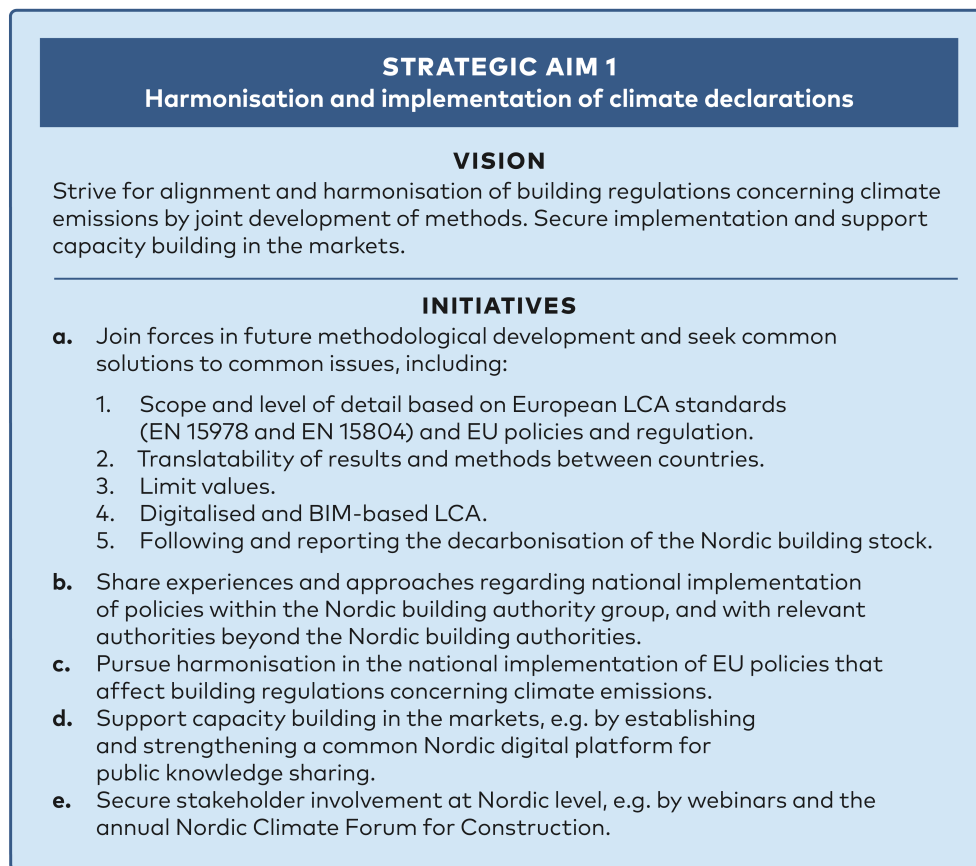 STRATEGIC AIM 1
Harmonisation and implementation of climate declarations
VISION
Strive for alignment and harmonisation of building regulations concerning climate
emissions by joint development of methods. Secure implementation and support
capacity building in the markets.
INITIATIVES
a. Join forces in future methodological development and seek common
solutions to common issues, including:
1. Scope and level of detail based on European LCA standards
(EN 15978 and EN 15804) and EU policies and regulation.
2. Translatability of results and methods between countries.
3. Limit values.
4. Digitalised and BIM-based LCA.
5. Following and reporting the decarbonisation of the Nordic building stock.
b. Share experiences and approaches regarding national implementation
of policies within the Nordic building authority group, and with relevant
authorities beyond the Nordic building authorities.
c. Pursue harmonisation in the national implementation of EU policies that
affect building regulations concerning climate emissions.
d. Support capacity building in the markets, e.g. by establishing
and strengthening a common Nordic digital platform for
public knowledge sharing.
e. Secure stakeholder involvement at Nordic level, e.g. by webinars and the
annual Nordic Climate Forum for Construction.